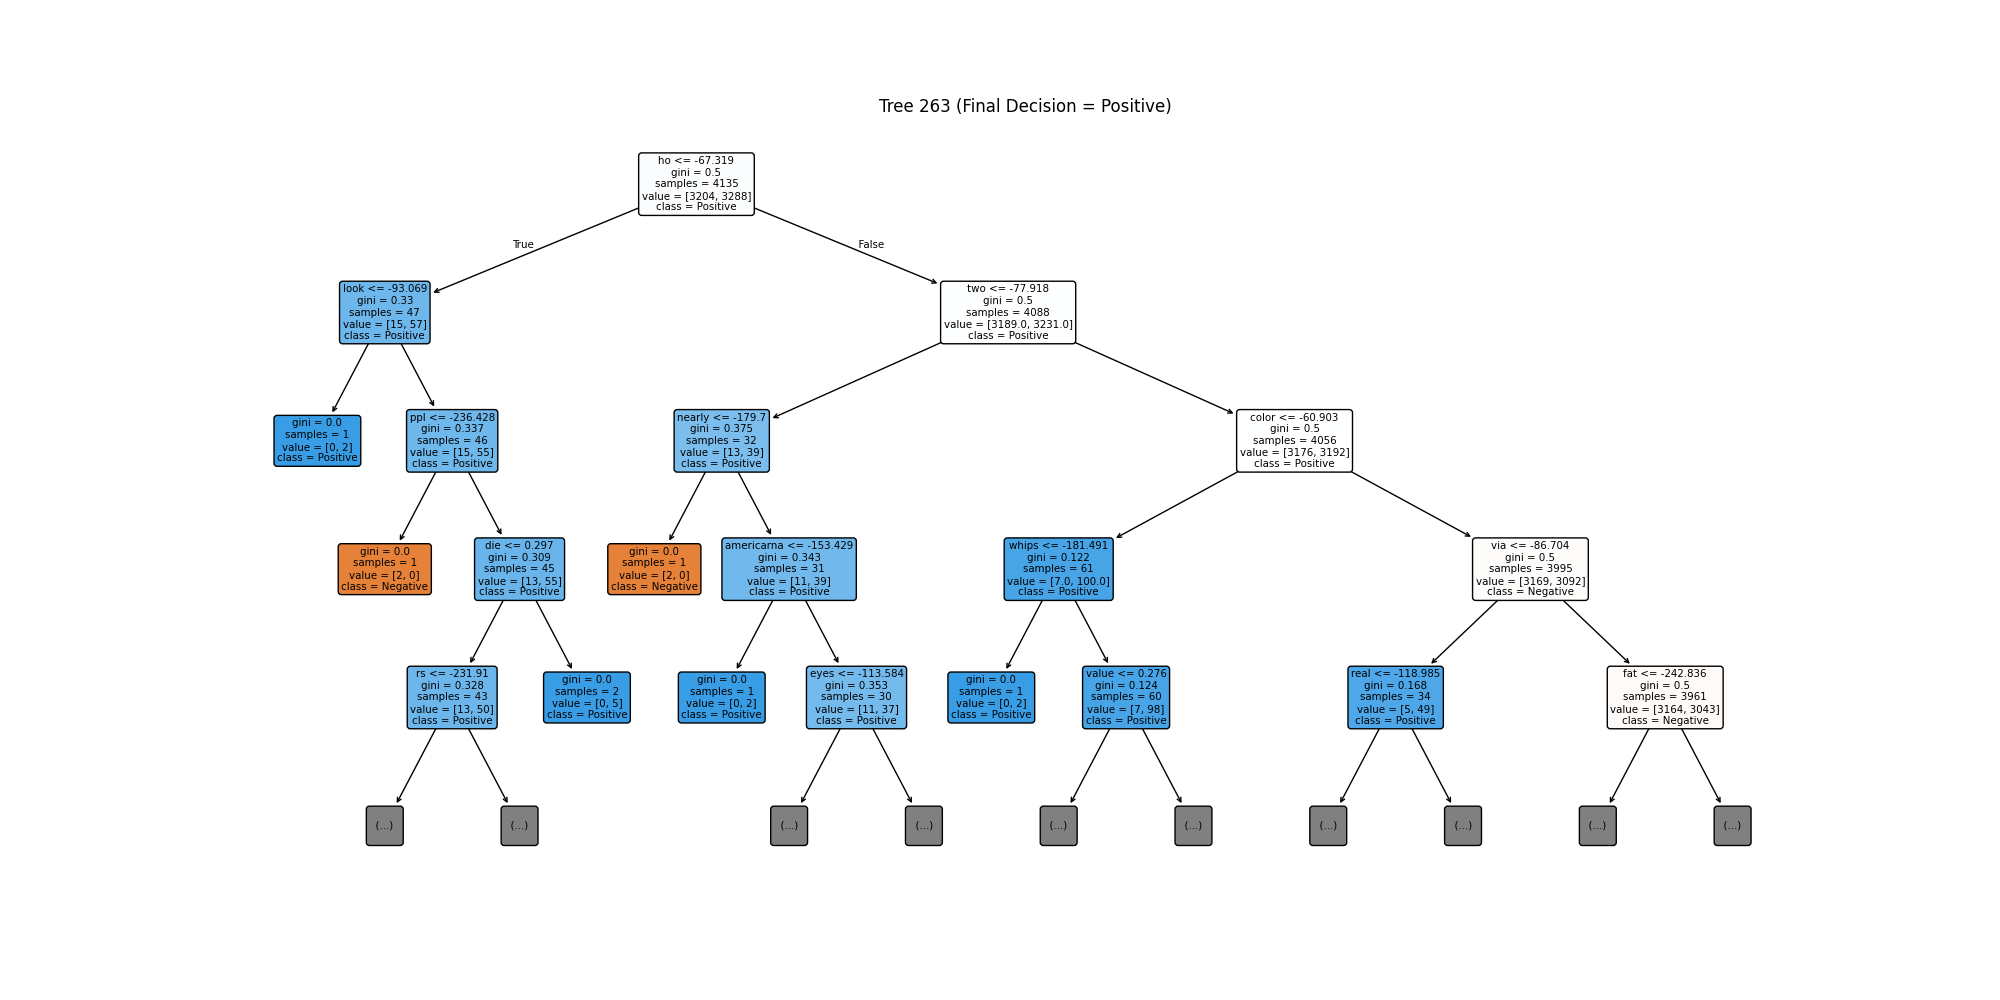 Tree 263 (Final Decision = Positive)
ho <= -67.319
gini = 0.5
samples = 4135
value = [3204, 3288]
class = Positive
True
False
look <= -93.069
gini = 0.33
samples = 47
value = [15, 57]
class = Positive
two <= -77.918
gini = 0.5
samples = 4088
value = [3189.0, 3231.0]
class = Positive
gini = 0.0
samples = 1
value = [0, 2]
class = Positive
ppl <= -236.428
gini = 0.337
samples = 46
value = [15, 55]
class = Positive
nearly <= -179.7
gini = 0.375
samples = 32
value = [13, 39]
class = Positive
color <= -60.903
gini = 0.5
samples = 4056
value = [3176, 3192]
class = Positive
gini = 0.0
samples = 1
value = [2, 0]
class = Negative
die <= 0.297
gini = 0.309
samples = 45
value = [13, 55]
class = Positive
gini = 0.0
samples = 1
value = [2, 0]
class = Negative
americarna <= -153.429
gini = 0.343
samples = 31
value = [11, 39]
class = Positive
whips <= -181.491
gini = 0.122
samples = 61
value = [7.0, 100.0]
class = Positive
via <= -86.704
gini = 0.5
samples = 3995
value = [3169, 3092]
class = Negative
rs <= -231.91
gini = 0.328
samples = 43
value = [13, 50]
class = Positive
gini = 0.0
samples = 2
value = [0, 5]
class = Positive
gini = 0.0
samples = 1
value = [0, 2]
class = Positive
eyes <= -113.584
gini = 0.353
samples = 30
value = [11, 37]
class = Positive
gini = 0.0
samples = 1
value = [0, 2]
class = Positive
value <= 0.276
gini = 0.124
samples = 60
value = [7, 98]
class = Positive
real <= -118.985
gini = 0.168
samples = 34
value = [5, 49]
class = Positive
fat <= -242.836
gini = 0.5
samples = 3961
value = [3164, 3043]
class = Negative
(...)
(...)
(...)
(...)
(...)
(...)
(...)
(...)
(...)
(...)